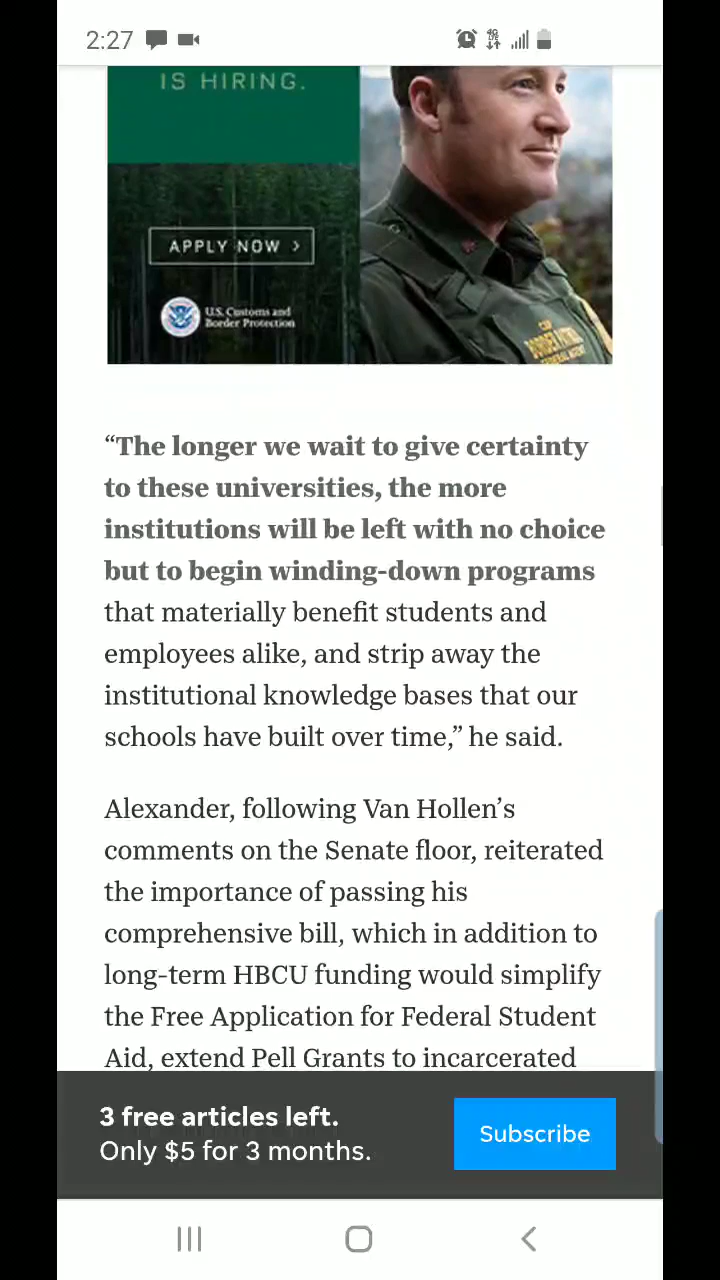 2:27
IS HIRING.
APPLY NOW >
U.S. Customs and
Border Protection
BORDER PATROL
FEDERAL AGENT
“The longer we wait to give certainty
to these universities, the more
institutions will be left with no choice
but to begin winding-down programs
that materially benefit students and
employees alike, and strip away the
institutional knowledge bases that our
schools have built over time,” he said.
Alexander, following Van Hollen’s
comments on the Senate floor, reiterated
the importance of passing his
comprehensive bill, which in addition to
long-term HBCU funding would simplify
the Free Application for Federal Student
Aid, extend Pell Grants to incarcerated
3 free articles left.
Only $5 for 3 months.
Subscribe